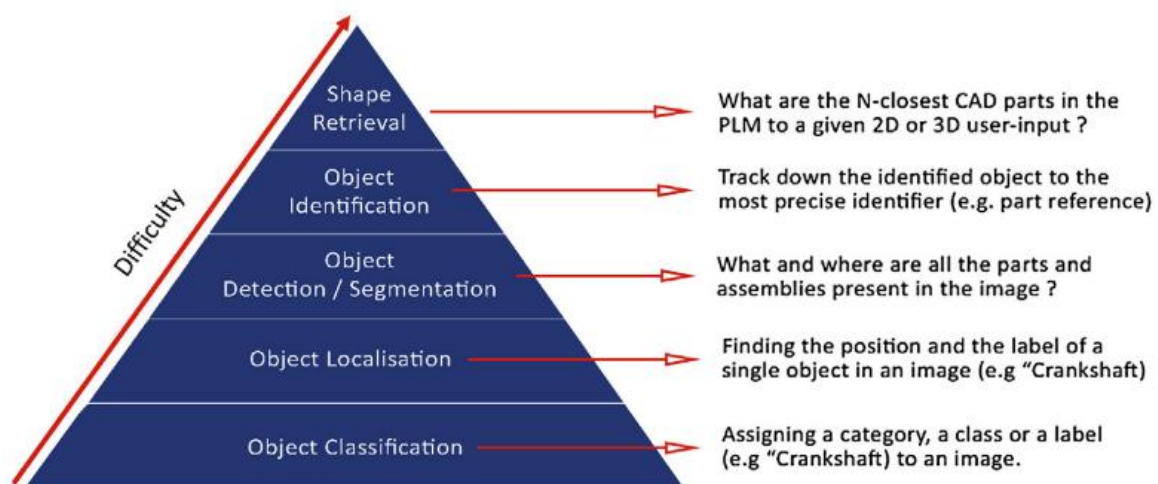 Difficulty
Shape
Retrieval
What are the N-closest CAD parts in the
PLM to a given 2D or 3D user-input ?
Object
Identification
Track down the identified object to the
most precise identifier (e.g. part reference)
Object
Detection / Segmentation
What and where are all the parts and
assemblies present in the image ?
Object Localisation
Finding the position and the label of a
single object in an image (e.g “Crankshaft)
Object Classification
Assigning a category, a class or a label
(e.g “Crankshaft) to an image.